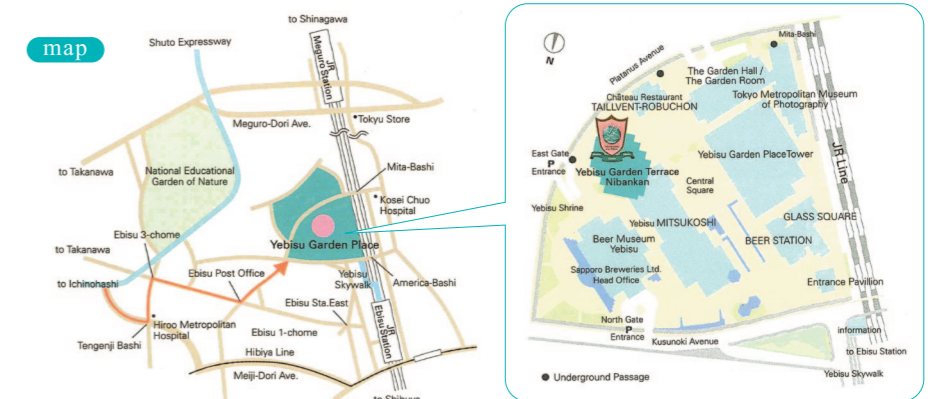 map
to Shinagawa
Shuto Expressway
JR
Meguro Station
Meguro-Dori Ave.
Tokyu Store
to Takanawa
National Educational
Garden of Nature
Mita-Bashi
Kosei Chuo
Hospital
Ebisu 3-chome
Yebisu Garden Place
to Takanawa
to Ichinohashi
Ebisu Post Office
Yebisu
Skywalk
America-Bashi
Ebisu Sta.East
Hiroo Metropolitan
Hospital
Tengenji Bashi
Ebisu 1-chome
JR
Ebisu Station
Hibiya Line
Meiji-Dori Ave.
to Shibuya
N
Platanus Avenue
Mita-Bashi
The Garden Hall /
The Garden Room
Château Restaurant
TAILLVENT-ROBUCHON
Tokyo Metropolitan Museum
of Photography
East Gate
P
Entrance
Yebisu Garden Terrace
Nibankan
Yebisu Garden PlaceTower
JR Line
Central
Square
Yebisu Shrine
Yebisu MITSUKOSHI
GLASS SQUARE
Beer Museum
Yebisu
BEER STATION
Sapporo Breweries Ltd.
Head Office
Entrance Pavilion
North Gate
P
Entrance
Kusunoki Avenue
information
to Ebisu Station
Yebisu Skywalk
Underground Passage